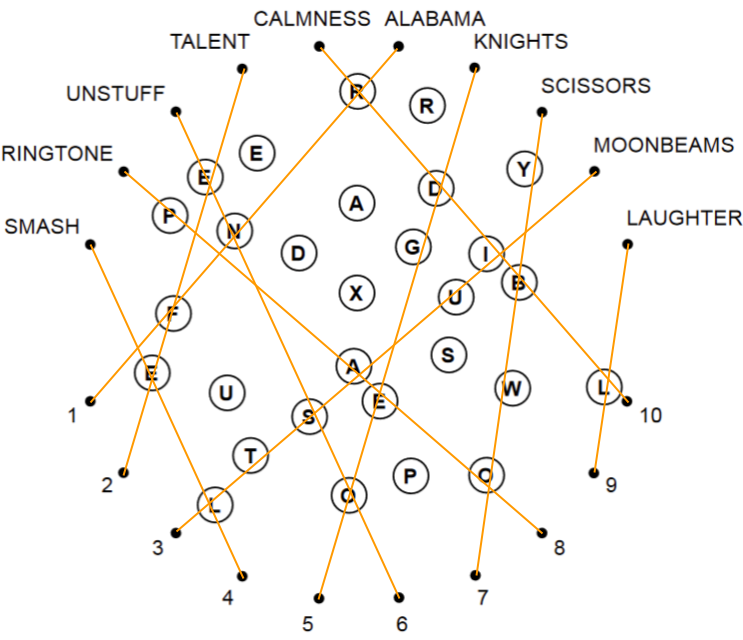 CALMNESS ALABAMA
TALENT KNIGHTS
UNSTUFF SCISSORS
R R
RINGTONE E Y MOONBEAMS
E D
SMASH P N A LAUGHTER
D G I
X U B
F
E A S
U S E W L
1 10
T
2 L O P O 9
3 8
4 7
5 6